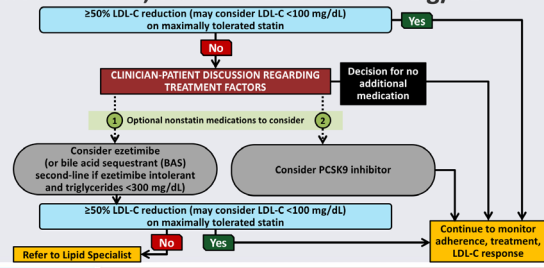 ≥50% LDL-C reduction (may consider LDL-C <100 mg/dL)
on maximally tolerated statin
Yes
No
CLINICIAN-PATIENT DISCUSSION REGARDING
TREATMENT FACTORS
Decision for no
additional
medication
1 Optional nonstatin medications to consider 2
Consider ezetimibe
(or bile acid sequestrant (BAS)
second-line if ezetimibe intolerant
and triglycerides <300 mg/dL)
Consider PCSK9 inhibitor
≥50% LDL-C reduction (may consider LDL-C <100 mg/dL)
on maximally tolerated statin
No
Yes
Refer to Lipid Specialist
Continue to monitor
adherence, treatment,
LDL-C response